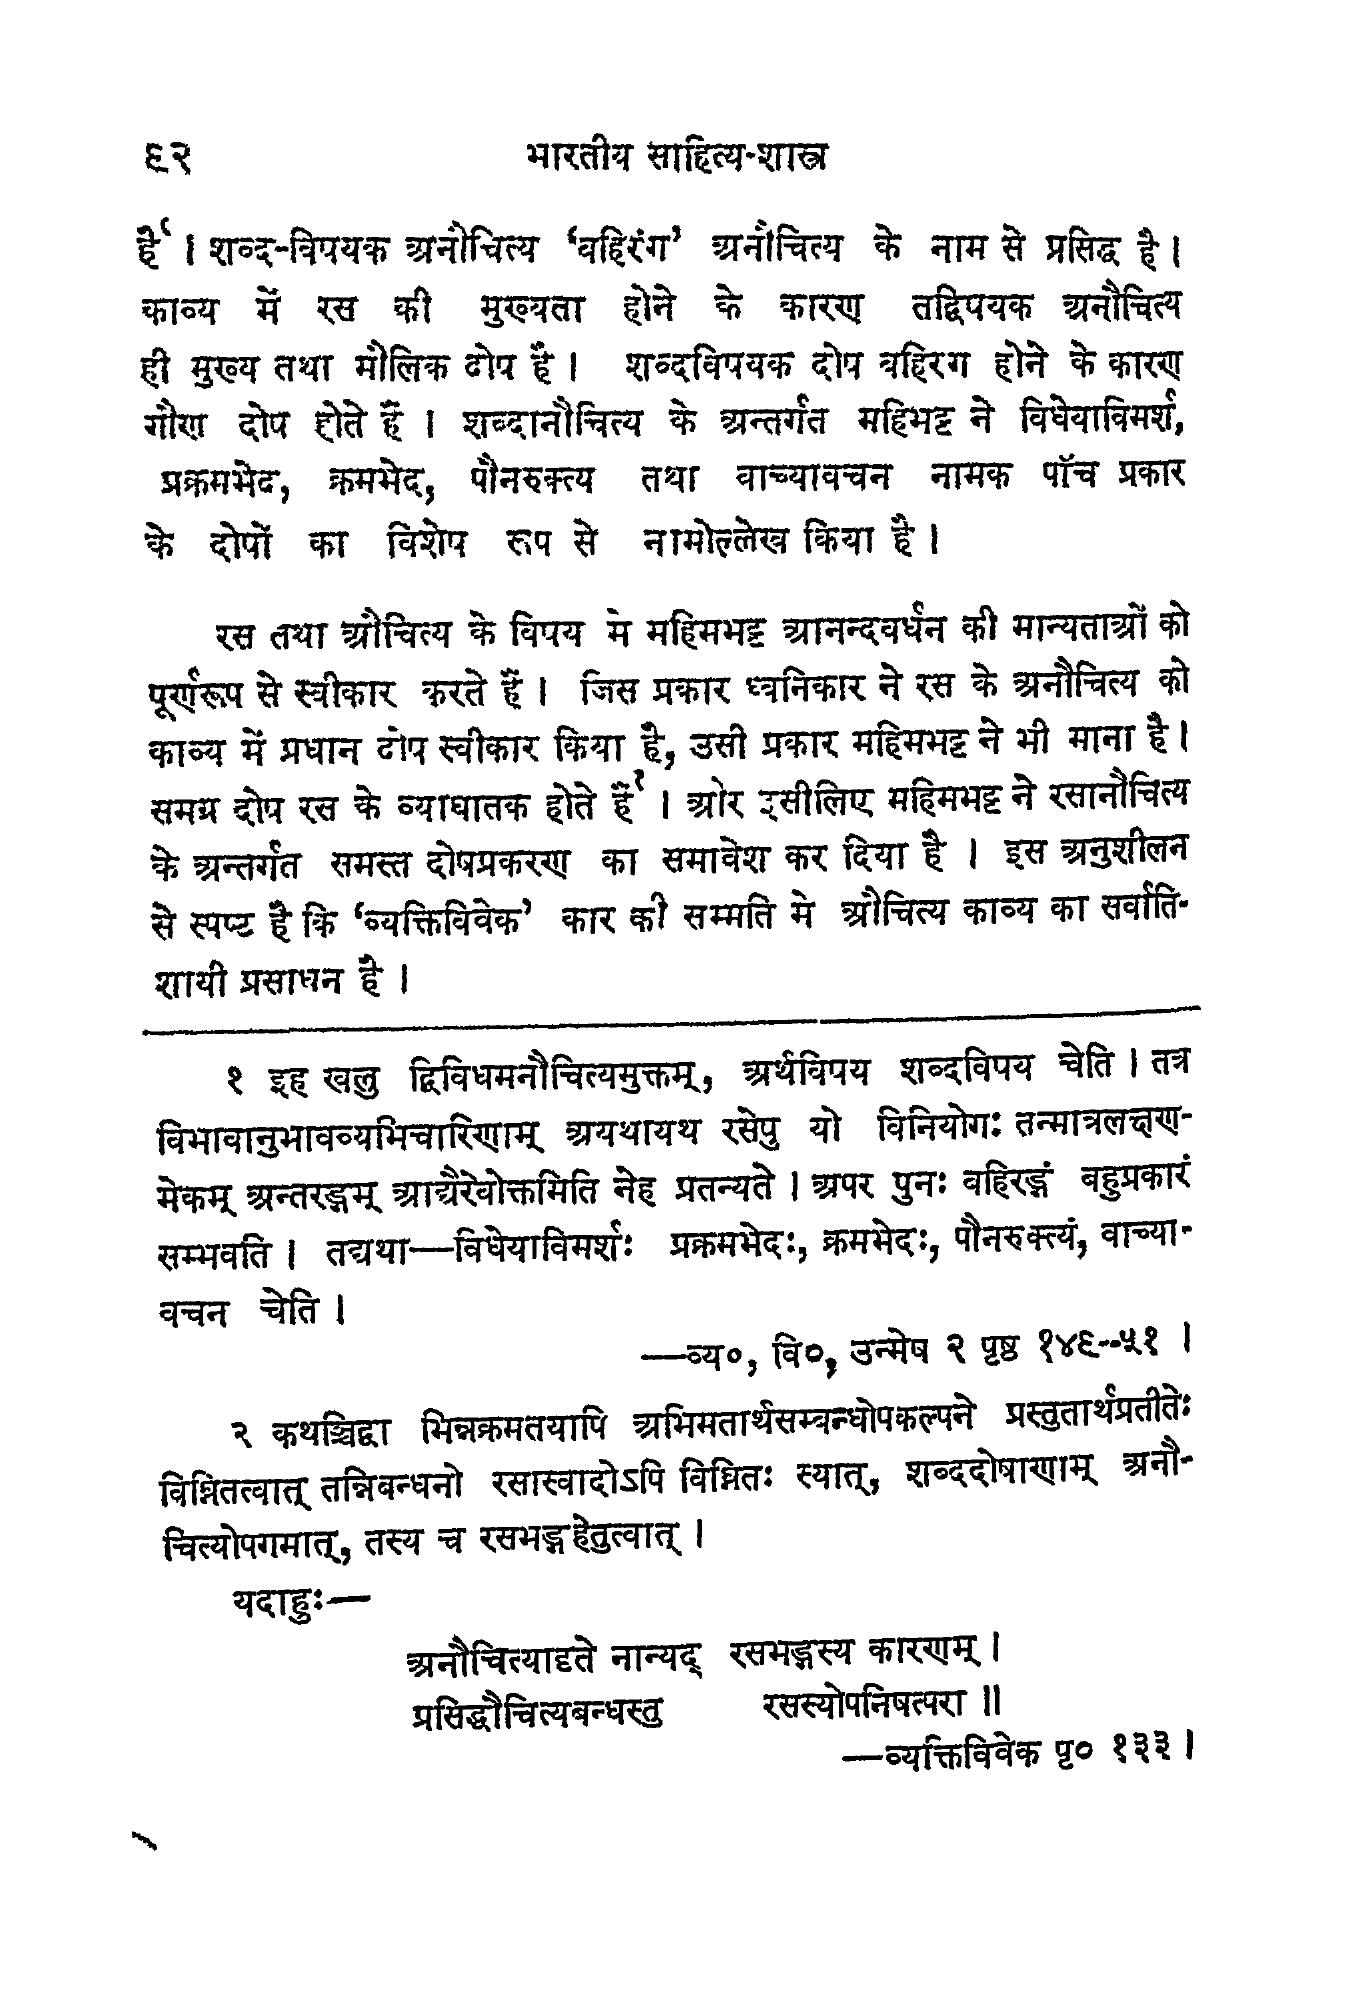 ९२ भारतीय साहित्य-शास्त्र
है१ । शब्द-विषयक अनौचित्य ‘वहिरंग’ अनौचित्य के नाम से प्रसिद्ध है।
काव्य में रस की मुख्यता होने के कारण तद्विषयक अनौचित्य
ही मुख्य तथा मौलिक दोष है। शब्दविषयक दोष वहिरग होने के कारण
गौण दोष होते हैं । शब्दानौचित्य के अन्तर्गत महिभट्ट ने विधेयाविमर्श,
प्रक्रमभेद, क्रमभेद, पौनरुक्त्य तथा वाच्यावचन नामक पाँच प्रकार
के दोषों का विशेष रूप से नामोल्लेख किया है।
रस तथा औचित्य के विषय मे महिमभट्ट आनन्दवर्धन की मान्यताओं को
पूर्णरूप से स्वीकार करते हैं। जिस प्रकार ध्वनिकार ने रस के अनौचित्य को
काव्य में प्रधान दोष स्वीकार किया है, उसी प्रकार महिमभट्ट ने भी माना है।
समग्र दोष रस के व्याघातक होते हैं२ । और इसीलिए महिमभट्ट ने रसानौचित्य
के अन्तर्गत समस्त दोषप्रकरण का समावेश कर दिया है । इस अनुशीलन
से स्पष्ट है कि ‘व्यक्तिविवेक’ कार की सम्मति मे औचित्य काव्य का सर्वाति-
शायी प्रसाधन है ।
१ इह खलु द्विविधमनौचित्यमुक्तम्, अर्थविषय शब्दविषय चेति । तत्र
विभावानुभावव्यभिचारिणाम् अयथायथ रसेषु यो विनियोगः तन्मात्रलक्षण-
मेकम् अन्तरङ्गम् आद्यैरेवोक्तमिति नेह प्रतन्यते । अपर पुनः वहिरङ्गं बहुप्रकारं
सम्भवति । तद्यथा—विधेयाविमर्शः प्रक्रमभेदः, क्रमभेदः, पौनरुक्त्यं, वाच्या-
वचन चेति ।
—व्य०, वि०, उन्मेष २ पृष्ठ १४९--५१ ।
२ कथञ्चिद्वा भिन्नक्रमतयापि अभिमतार्थसम्बन्धोपकल्पने प्रस्तुतार्थप्रतीतेः
विघ्नितत्वात् तन्निबन्धनो रसास्वादोऽपि विघ्नितः स्यात्, शब्ददोषाणाम् अनौ-
चित्योपगमात्, तस्य च रसभङ्गहेतुत्वात् ।
यदाहुः—
अनौचित्यादृते नान्यद् रसभङ्गस्य कारणम् ।
प्रसिद्धौचित्यबन्धस्तु रसस्योपनिषत्परा ॥
—व्यक्तिविवेक पृ० १३३ ।